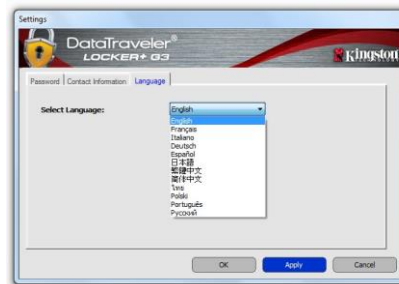 Settings
DataTraveler®
LOCKER+ G3
Kingston
Password
Contact Information
Language
Select Language:
English
English
Français
Italiano
Deutsch
Español
日本語
繁體中文
简体中文
ไทย
Polski
Português
Русский
OK
Apply
Cancel